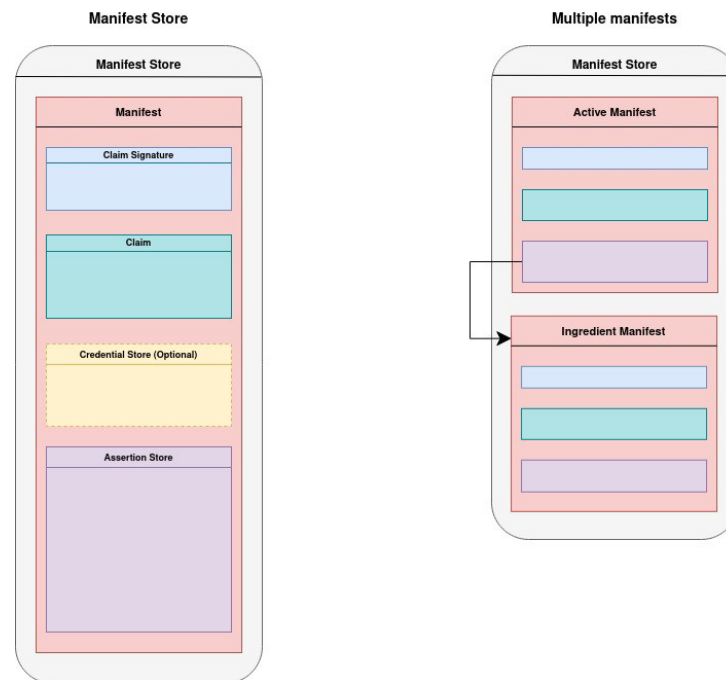 Manifest Store
Manifest Store
Manifest
Claim Signature
Claim
Credential Store (Optional)
Assertion Store
Multiple manifests
Manifest Store
Active Manifest
Ingredient Manifest